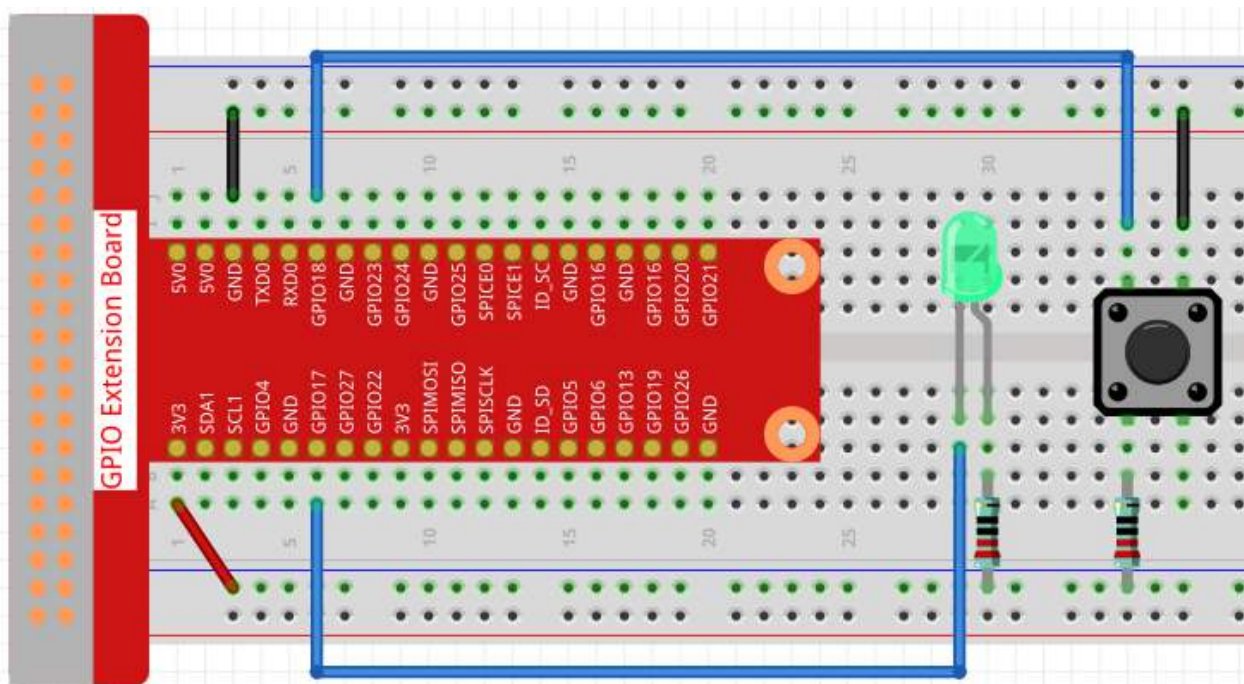 GPIO Extension Board
1 5 10 15 20 25 30
J
5V0
5V0
GND
TXD0
RXD0
GPIO18
GND
GPIO23
GPIO24
GND
GPIO25
SPICE0
SPICE1
ID_SC
GND
GPIO16
GND
GPIO16
GPIO20
GPIO21
3V3
SDA1
SCL1
GPIO4
GND
GPIO17
GPIO27
GPIO22
3V3
SPIMOSI
SPIMISO
SPISCLK
GND
ID_SD
GPIO5
GPIO6
GPIO13
GPIO19
GPIO26
GND
1 5 10 15 20 25